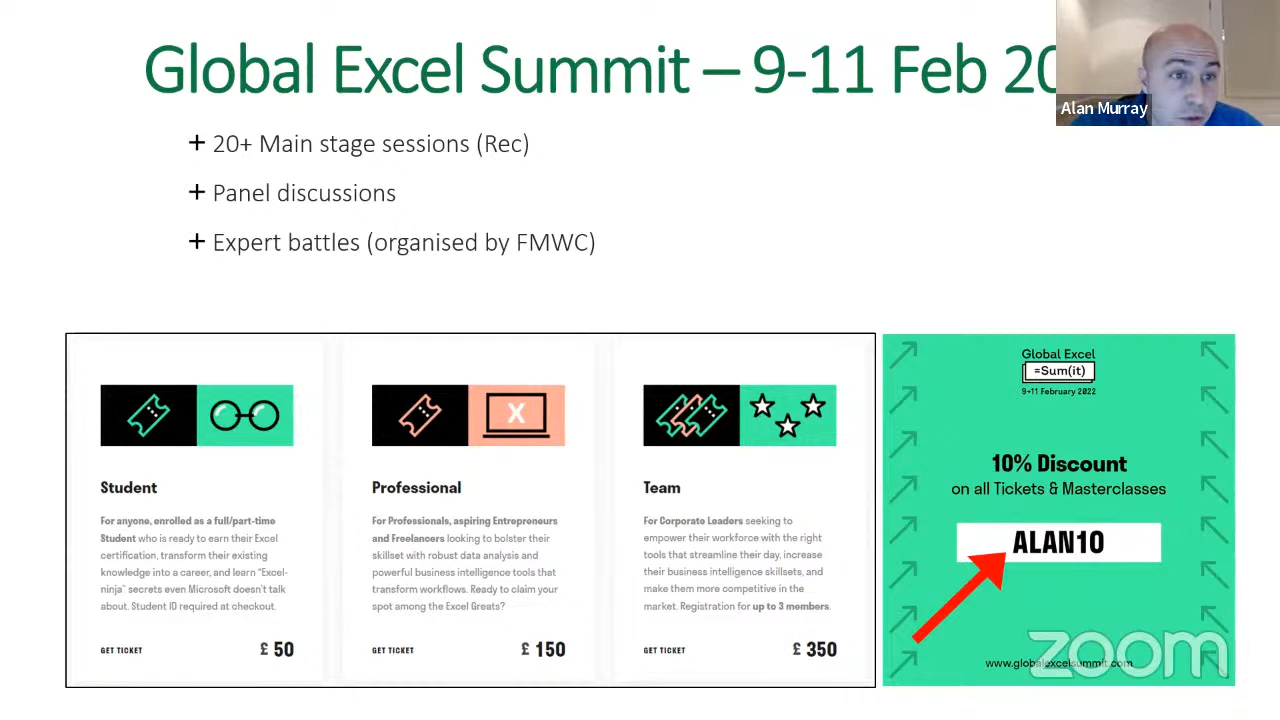 Global Excel Summit – 9-11 Feb 20
Alan Murray
+ 20+ Main stage sessions (Rec)
+ Panel discussions
+ Expert battles (organised by FMWC)
X
Student
For anyone, enrolled as a full/part-time
Student who is ready to earn their Excel
certification, transform their existing
knowledge into a career, and learn “Excel-
ninja” secrets even Microsoft doesn’t talk
about. Student ID required at checkout.
GET TICKET £ 50
Professional
For Professionals, aspiring Entrepreneurs
and Freelancers looking to bolster their
skillset with robust data analysis and
powerful business intelligence tools that
transform workflows. Ready to claim your
spot among the Excel Greats?
GET TICKET £ 150
Team
For Corporate Leaders seeking to
empower their workforce with the right
tools that streamline their day, increase
their business intelligence skillsets, and
make them more competitive in the
market. Registration for up to 3 members.
GET TICKET £ 350
Global Excel
=Sum(it)
9-11 February 2022
10% Discount
on all Tickets & Masterclasses
ALAN10
www.globalexcelsummit.com
zoom